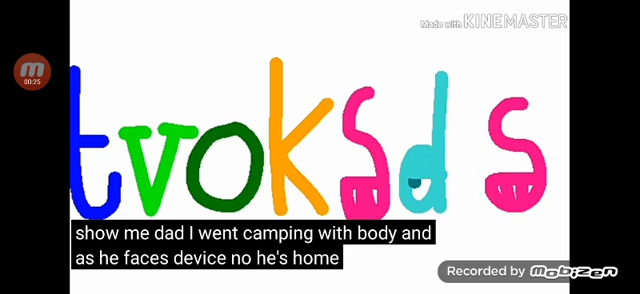 Made with KINEMASTER
00:25
tvoksds
show me dad I went camping with body and
as he faces device no he's home
Recorded by mobizen